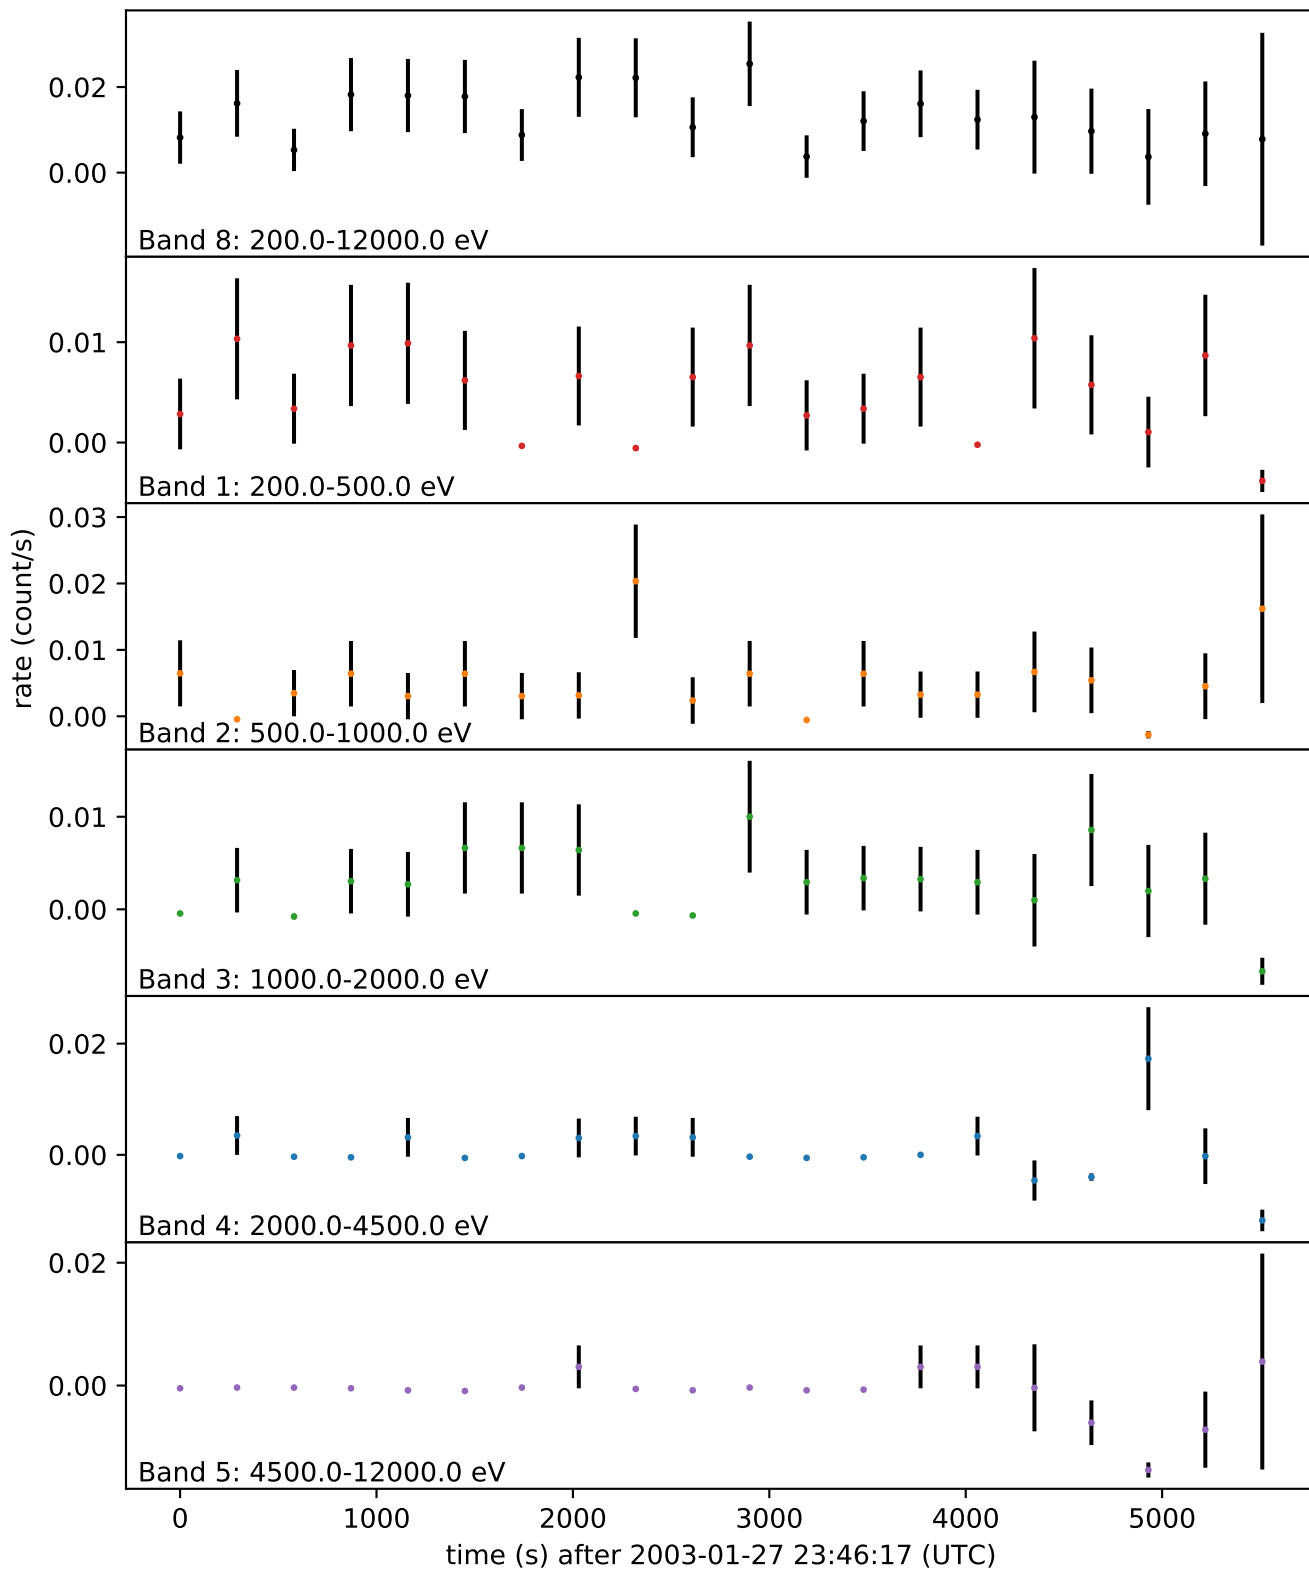 0.02
0.00
Band 8: 200.0-12000.0 eV
0.01
0.00
Band 1: 200.0-500.0 eV
0.03
0.02
0.01
0.00
Band 2: 500.0-1000.0 eV
rate (count/s)
0.01
0.00
Band 3: 1000.0-2000.0 eV
0.02
0.00
Band 4: 2000.0-4500.0 eV
0.02
0.00
Band 5: 4500.0-12000.0 eV
0 1000 2000 3000 4000 5000
time (s) after 2003-01-27 23:46:17 (UTC)